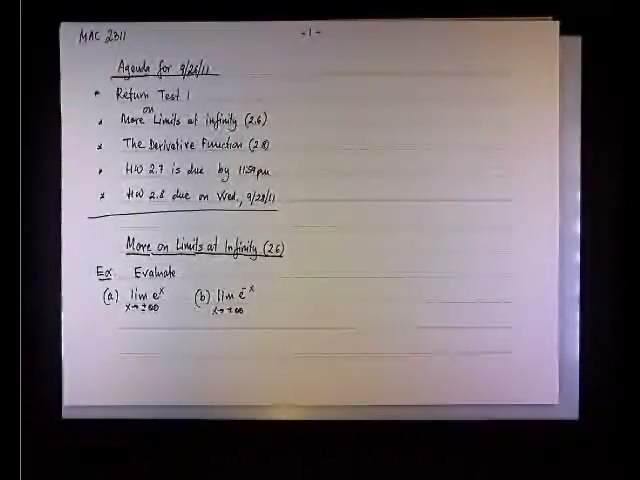 MAC 2311
-1-
Agenda for 9/26/11
* Return Test 1
* More on Limits at infinity (2.6)
* The Derivative Function (2.8)
* HW 2.7 is due by 11:59pm
* HW 2.8 due on Wed, 9/28/11
More on Limits at Infinity (2.6)
Ex. Evaluate
(a) lim e^x (b) lim e^-x
x→±∞ x→±∞